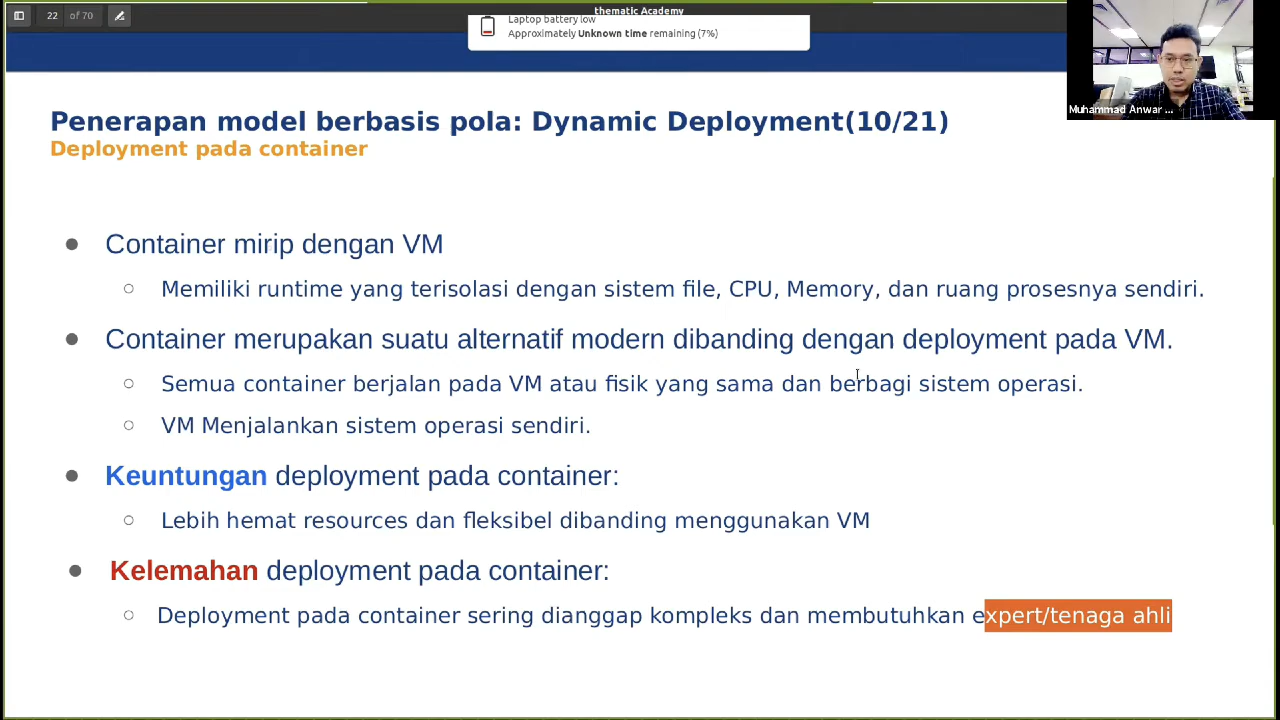 thematic Academy
22 of 70
Laptop battery low
Approximately Unknown time remaining (7%)
Muhammad Anwar ...
Penerapan model berbasis pola: Dynamic Deployment(10/21)
Deployment pada container
Container mirip dengan VM
Memiliki runtime yang terisolasi dengan sistem file, CPU, Memory, dan ruang prosesnya sendiri.
Container merupakan suatu alternatif modern dibanding dengan deployment pada VM.
Semua container berjalan pada VM atau fisik yang sama dan berbagi sistem operasi.
VM Menjalankan sistem operasi sendiri.
Keuntungan deployment pada container:
Lebih hemat resources dan fleksibel dibanding menggunakan VM
Kelemahan deployment pada container:
Deployment pada container sering dianggap kompleks dan membutuhkan expert/tenaga ahli